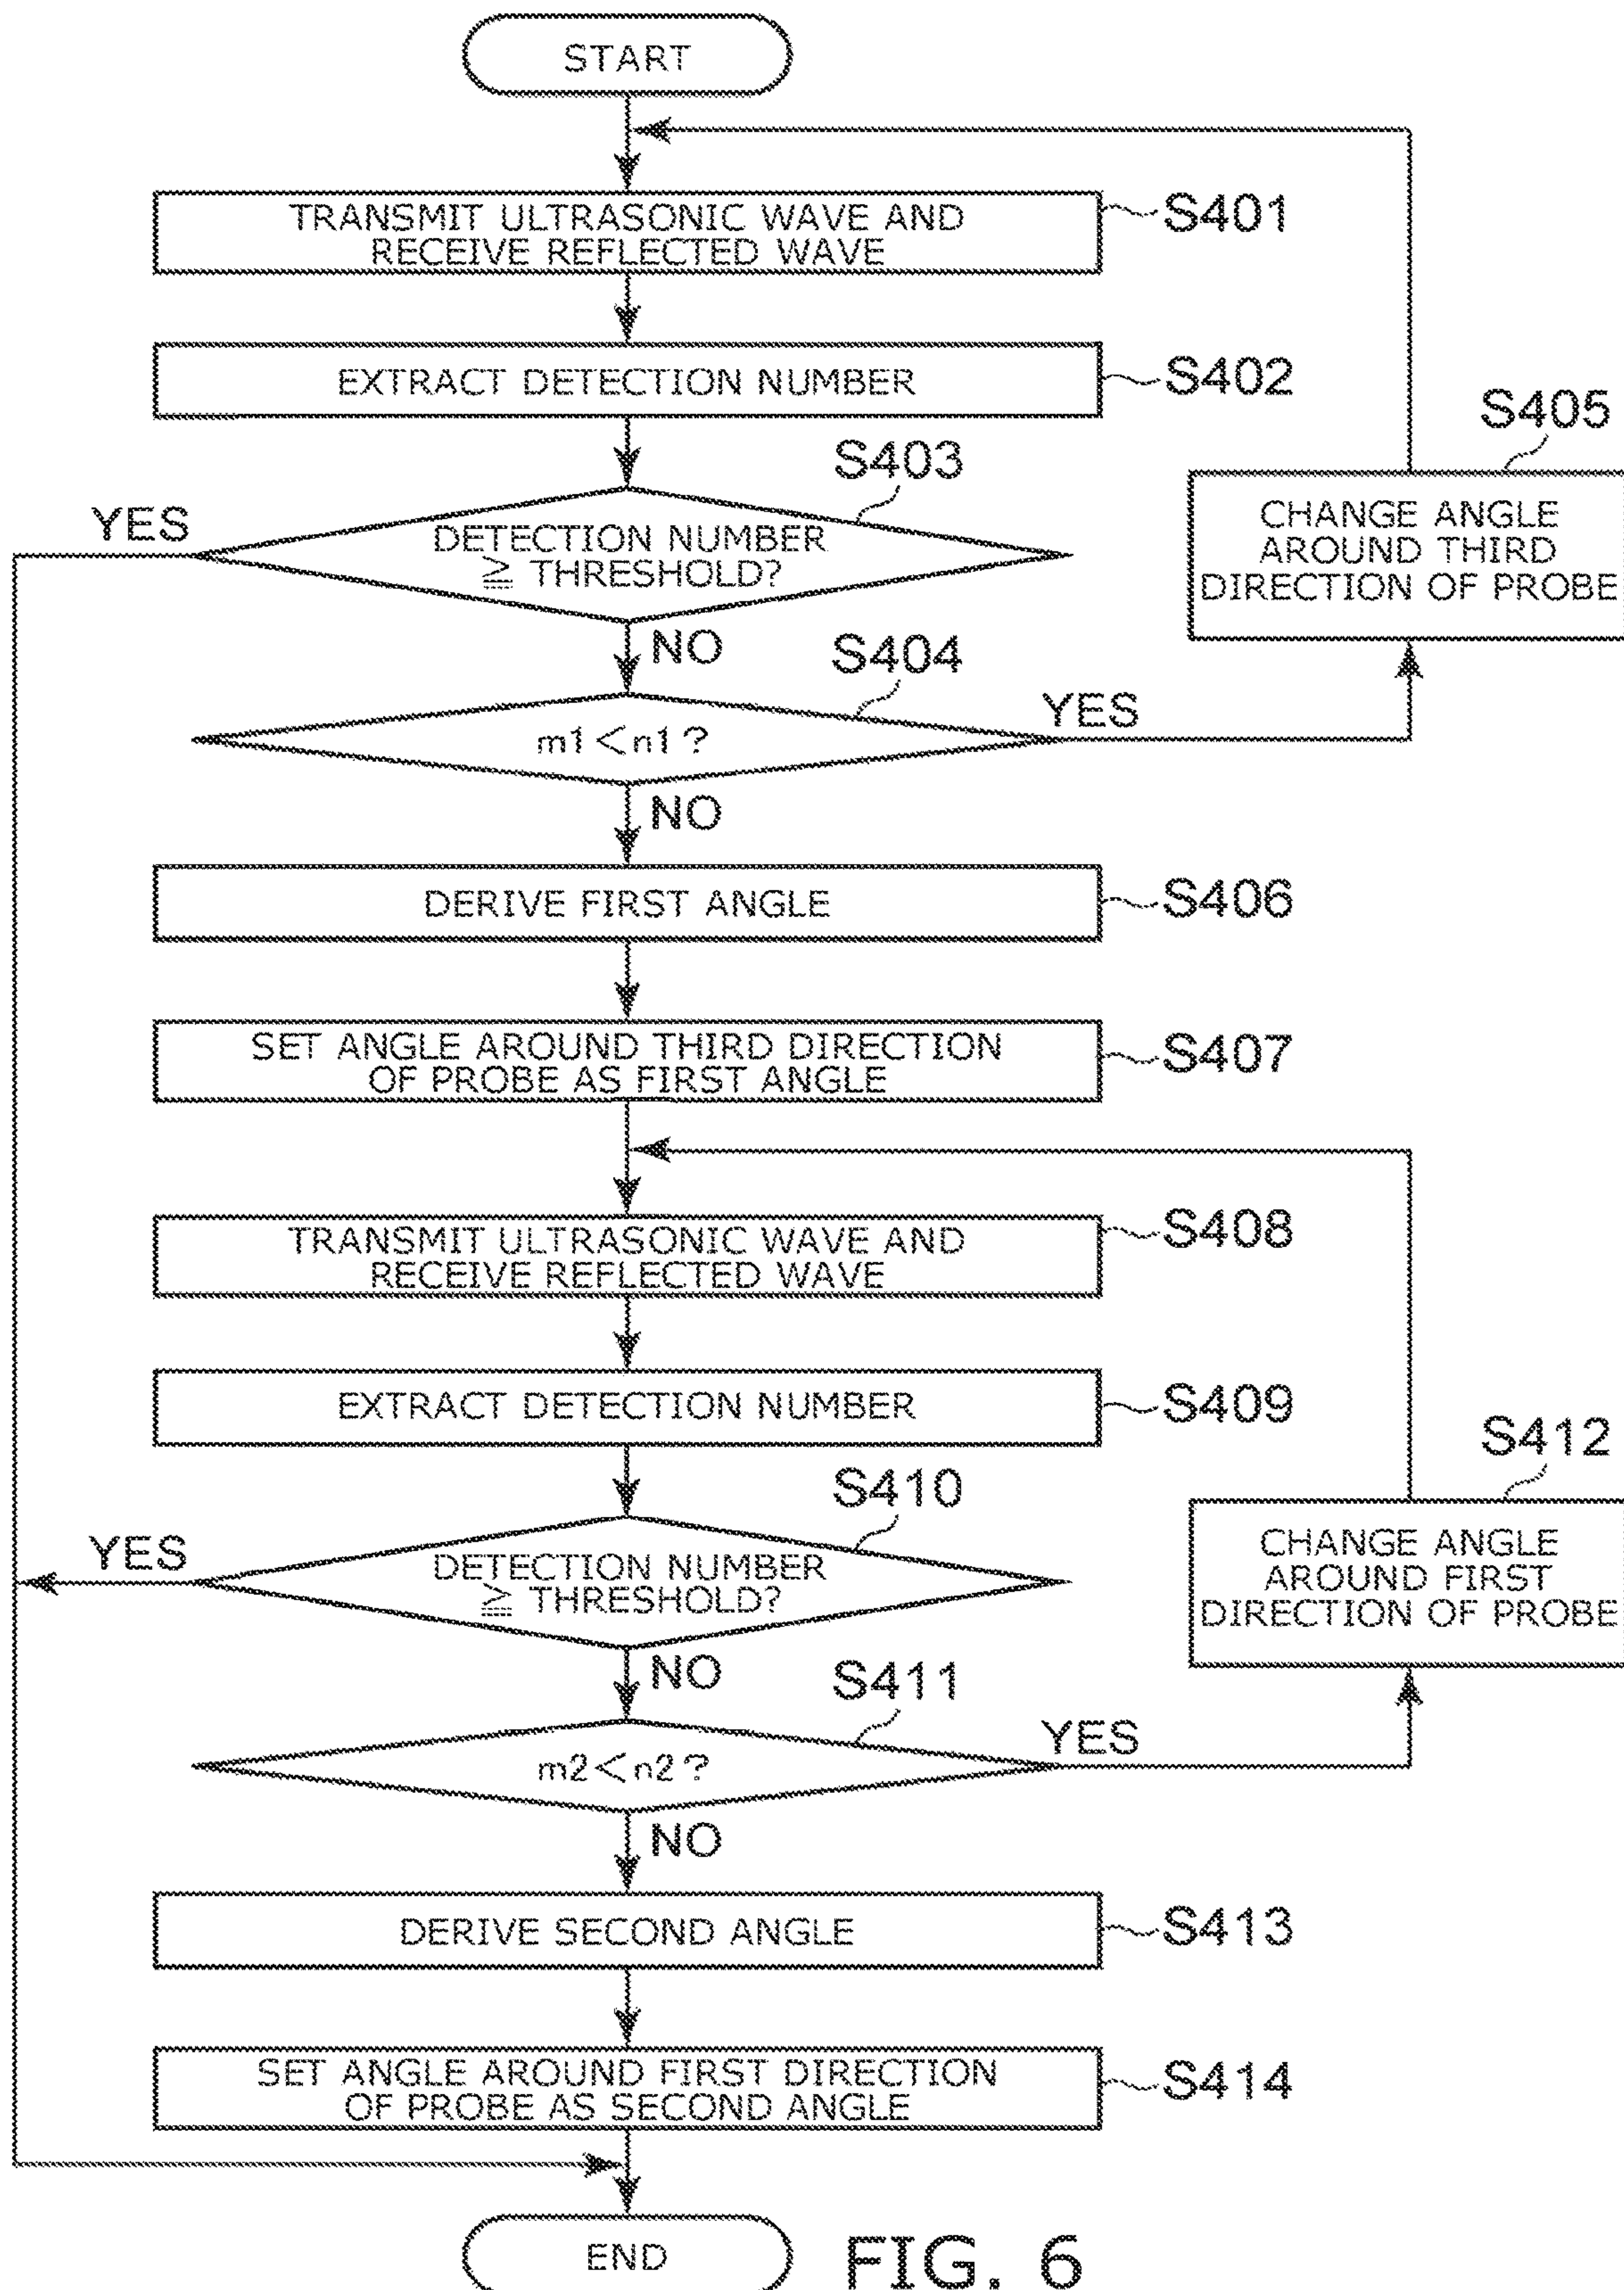 START
TRANSMIT ULTRASONIC WAVE AND
RECEIVE REFLECTED WAVE
S401
EXTRACT DETECTION NUMBER
S402
S403
YES
DETECTION NUMBER
≧ THRESHOLD?
NO
S405
CHANGE ANGLE
AROUND THIRD
DIRECTION OF PROBE
S404
m1<n1?
YES
NO
DERIVE FIRST ANGLE
S406
SET ANGLE AROUND THIRD DIRECTION
OF PROBE AS FIRST ANGLE
S407
TRANSMIT ULTRASONIC WAVE AND
RECEIVE REFLECTED WAVE
S408
EXTRACT DETECTION NUMBER
S409
S410
YES
DETECTION NUMBER
≧ THRESHOLD?
NO
S412
CHANGE ANGLE
AROUND FIRST
DIRECTION OF PROBE
S411
m2<n2?
YES
NO
DERIVE SECOND ANGLE
S413
SET ANGLE AROUND FIRST DIRECTION
OF PROBE AS SECOND ANGLE
S414
END
FIG. 6